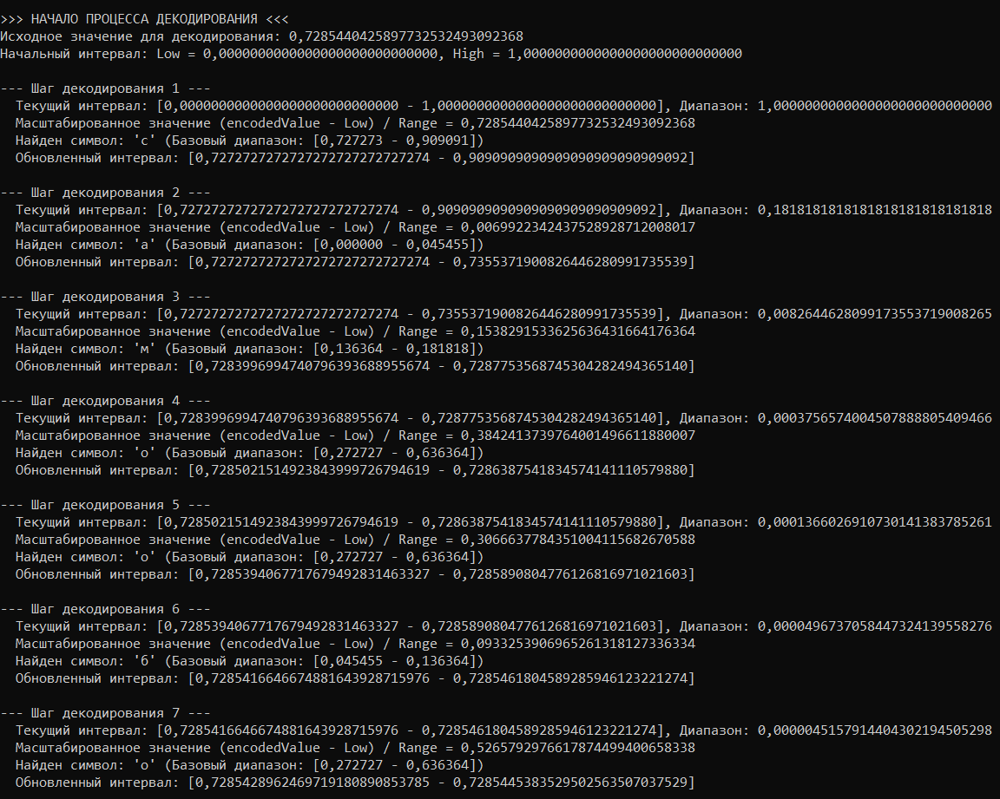 >>> НАЧАЛО ПРОЦЕССА ДЕКОДИРОВАНИЯ <<<
Исходное значение для декодирования: 0,7285440425897732532493092368
Начальный интервал: Low = 0,0000000000000000000000000000, High = 1,0000000000000000000000000000
--- Шаг декодирования 1 ---
Текущий интервал: [0,0000000000000000000000000000 - 1,0000000000000000000000000000], Диапазон: 1,0000000000000000000000000000
Масштабированное значение (encodedValue - Low) / Range = 0,7285440425897732532493092368
Найден символ: 'с' (Базовый диапазон: [0,727273 - 0,909091])
Обновленный интервал: [0,7272727272727272727272727274 - 0,9090909090909090909090909092]
--- Шаг декодирования 2 ---
Текущий интервал: [0,7272727272727272727272727274 - 0,9090909090909090909090909092], Диапазон: 0,1818181818181818181818181818
Масштабированное значение (encodedValue - Low) / Range = 0,0069922342437528928712008017
Найден символ: 'а' (Базовый диапазон: [0,000000 - 0,045455])
Обновленный интервал: [0,7272727272727272727272727274 - 0,7355371900826446280991735539]
--- Шаг декодирования 3 ---
Текущий интервал: [0,7272727272727272727272727274 - 0,7355371900826446280991735539], Диапазон: 0,0082644628099173553719008265
Масштабированное значение (encodedValue - Low) / Range = 0,1538291533625636431664176364
Найден символ: 'м' (Базовый диапазон: [0,136364 - 0,181818])
Обновленный интервал: [0,7283996994740796393688955674 - 0,7287753568745304282494365140]
--- Шаг декодирования 4 ---
Текущий интервал: [0,7283996994740796393688955674 - 0,7287753568745304282494365140], Диапазон: 0,0003756574004507888805409466
Масштабированное значение (encodedValue - Low) / Range = 0,3842413739764001496611880007
Найден символ: 'о' (Базовый диапазон: [0,272727 - 0,636364])
Обновленный интервал: [0,7285021514923843999726794619 - 0,7286387541834574141110579880]
--- Шаг декодирования 5 ---
Текущий интервал: [0,7285021514923843999726794619 - 0,7286387541834574141110579880], Диапазон: 0,0001366026910730141383785261
Масштабированное значение (encodedValue - Low) / Range = 0,3066637784351004115682670588
Найден символ: 'о' (Базовый диапазон: [0,272727 - 0,636364])
Обновленный интервал: [0,7285394067717679492831463327 - 0,7285890804776126816971021603]
--- Шаг декодирования 6 ---
Текущий интервал: [0,7285394067717679492831463327 - 0,7285890804776126816971021603], Диапазон: 0,0000496737058447324139558276
Масштабированное значение (encodedValue - Low) / Range = 0,0933253906965261318127336334
Найден символ: 'б' (Базовый диапазон: [0,045455 - 0,136364])
Обновленный интервал: [0,7285416646674881643928715976 - 0,7285461804589285946123221274]
--- Шаг декодирования 7 ---
Текущий интервал: [0,7285416646674881643928715976 - 0,7285461804589285946123221274], Диапазон: 0,0000045157914404302194505298
Масштабированное значение (encodedValue - Low) / Range = 0,5265792976617874499400658338
Найден символ: 'о' (Базовый диапазон: [0,272727 - 0,636364])
Обновленный интервал: [0,7285428962469719180890853785 - 0,7285445383529502563507037529]